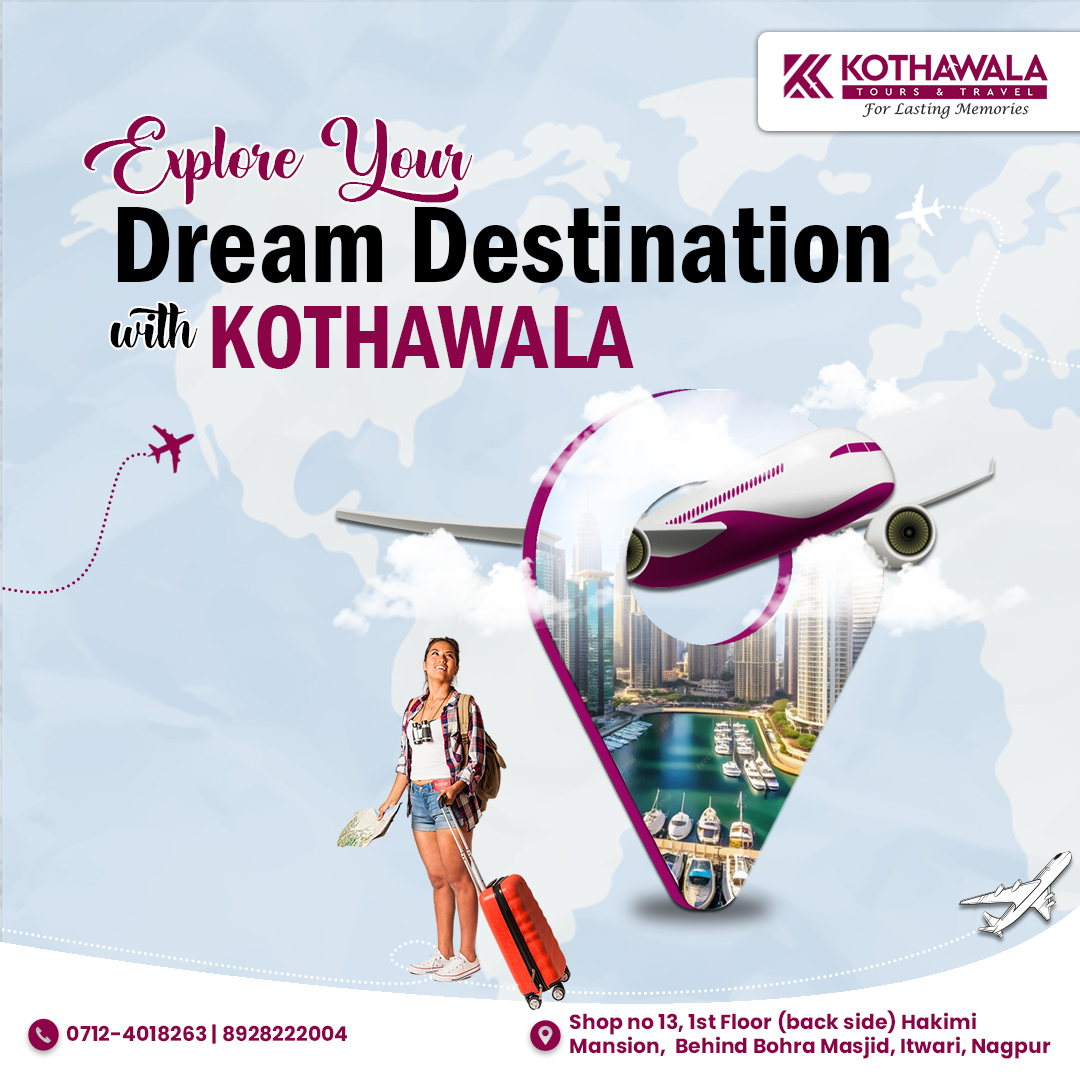 KOTHAWALA
TOURS & TRAVEL
For Lasting Memories
Explore Your
Dream Destination
with KOTHAWALA
0712-4018263 | 8928222004
Shop no 13, 1st Floor (back side) Hakimi
Mansion, Behind Bohra Masjid, Itwari, Nagpur